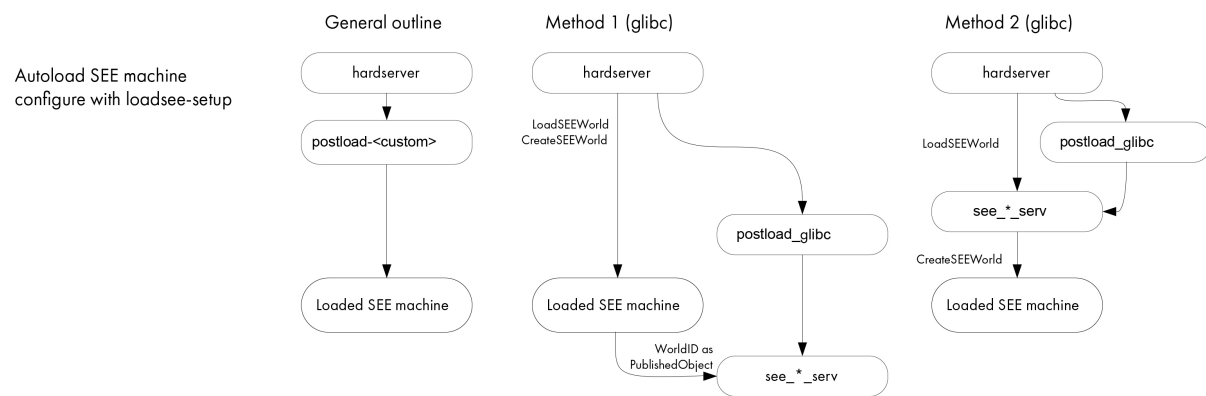 General outline
Method 1 (glibc)
Method 2 (glibc)
Autoload SEE machine
configure with loadsee-setup
hardserver
postload-<custom>
Loaded SEE machine
hardserver
LoadSEEWorld
CreateSEEWorld
postload_glibc
Loaded SEE machine
WorldID as
PublishedObject
see_*_serv
hardserver
LoadSEEWorld
postload_glibc
see_*_serv
CreateSEEWorld
Loaded SEE machine